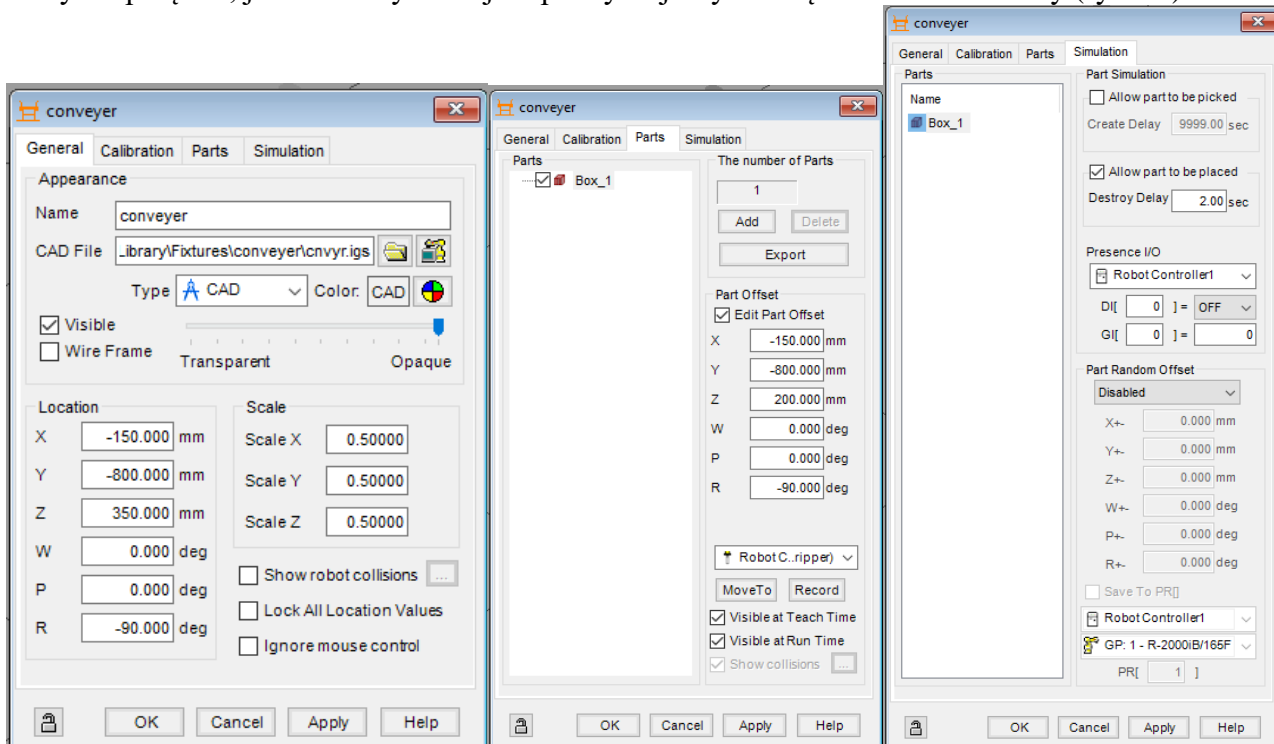 conveyer
General Calibration Parts Simulation
Appearance
Name conveyer
CAD File _ibrary\Fixtures\conveyer\cnvyr.igs
Type CAD Color: CAD
Visible
Wire Frame
Transparent Opaque
Location
X -150.000 mm
Y -800.000 mm
Z 350.000 mm
W 0.000 deg
P 0.000 deg
R -90.000 deg
Scale
Scale X 0.50000
Scale Y 0.50000
Scale Z 0.50000
Show robot collisions ...
Lock All Location Values
Ignore mouse control
OK Cancel Apply Help
conveyer
General Calibration Parts Simulation
Parts
Box_1
The number of Parts
1
Add Delete
Export
Part Offset
Edit Part Offset
X -150.000 mm
Y -800.000 mm
Z 200.000 mm
W 0.000 deg
P 0.000 deg
R -90.000 deg
Robot C..ripper)
MoveTo Record
Visible at Teach Time
Visible at Run Time
Show collisions ...
OK Cancel Apply Help
conveyer
General Calibration Parts Simulation
Parts
Name
Box_1
Part Simulation
Allow part to be picked
Create Delay 9999.00 sec
Allow part to be placed
Destroy Delay 2.00 sec
Presence I/O
Robot Controller1
DI[ 0 ] = OFF
GI[ 0 ] = 0
Part Random Offset
Disabled
X+- 0.000 mm
Y+- 0.000 mm
Z+- 0.000 mm
W+- 0.000 deg
P+- 0.000 deg
R+- 0.000 deg
Save To PR[]
Robot Controller1
GP: 1 - R-2000iB/165F
PR[ 1 ]
OK Cancel Apply Help